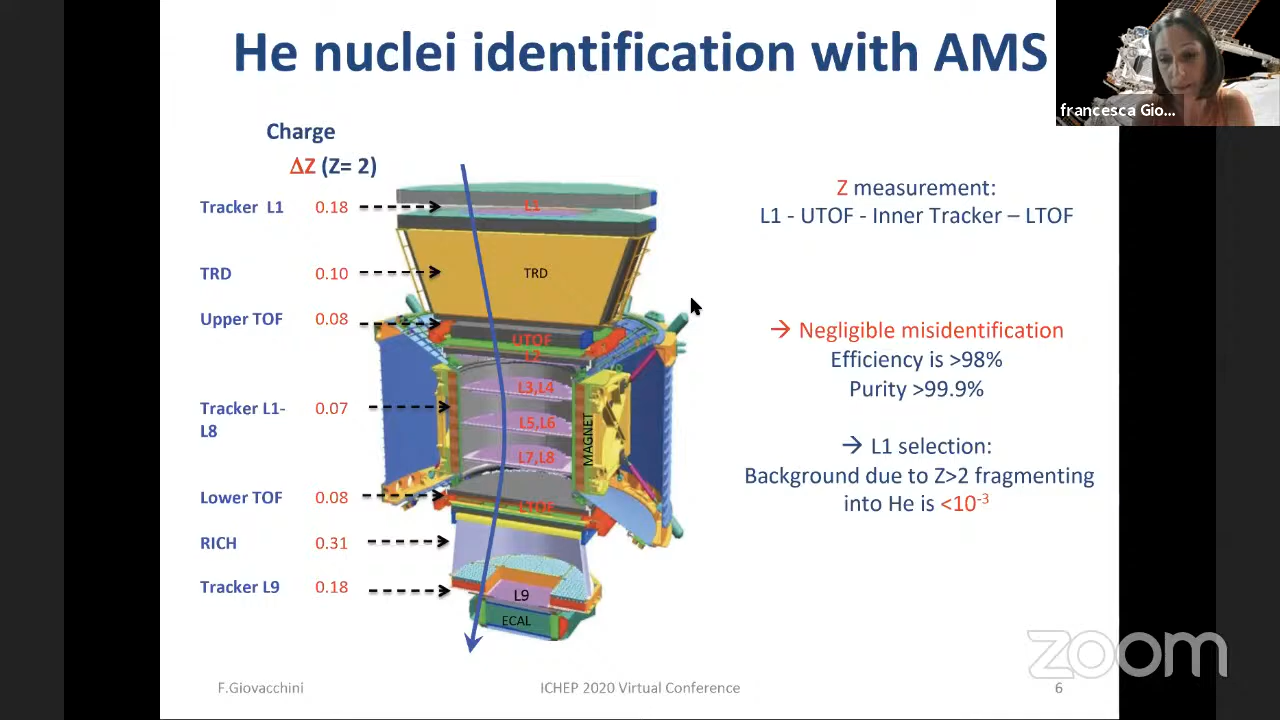 He nuclei identification with AMS
francesca Gio...
Charge
ΔZ (Z= 2)
Tracker L1 0.18
TRD 0.10
Upper TOF 0.08
Tracker L1-
L8
0.07
Lower TOF 0.08
RICH 0.31
Tracker L9 0.18
L1
TRD
UTOF
L2
L3,L4
L5,L6
L7,L8
MAGNET
LTOF
L9
ECAL
Z measurement:
L1 - UTOF - Inner Tracker – LTOF
→ Negligible misidentification
Efficiency is >98%
Purity >99.9%
→ L1 selection:
Background due to Z>2 fragmenting
into He is <10⁻³
zoom
F.Giovacchini
ICHEP 2020 Virtual Conference
6